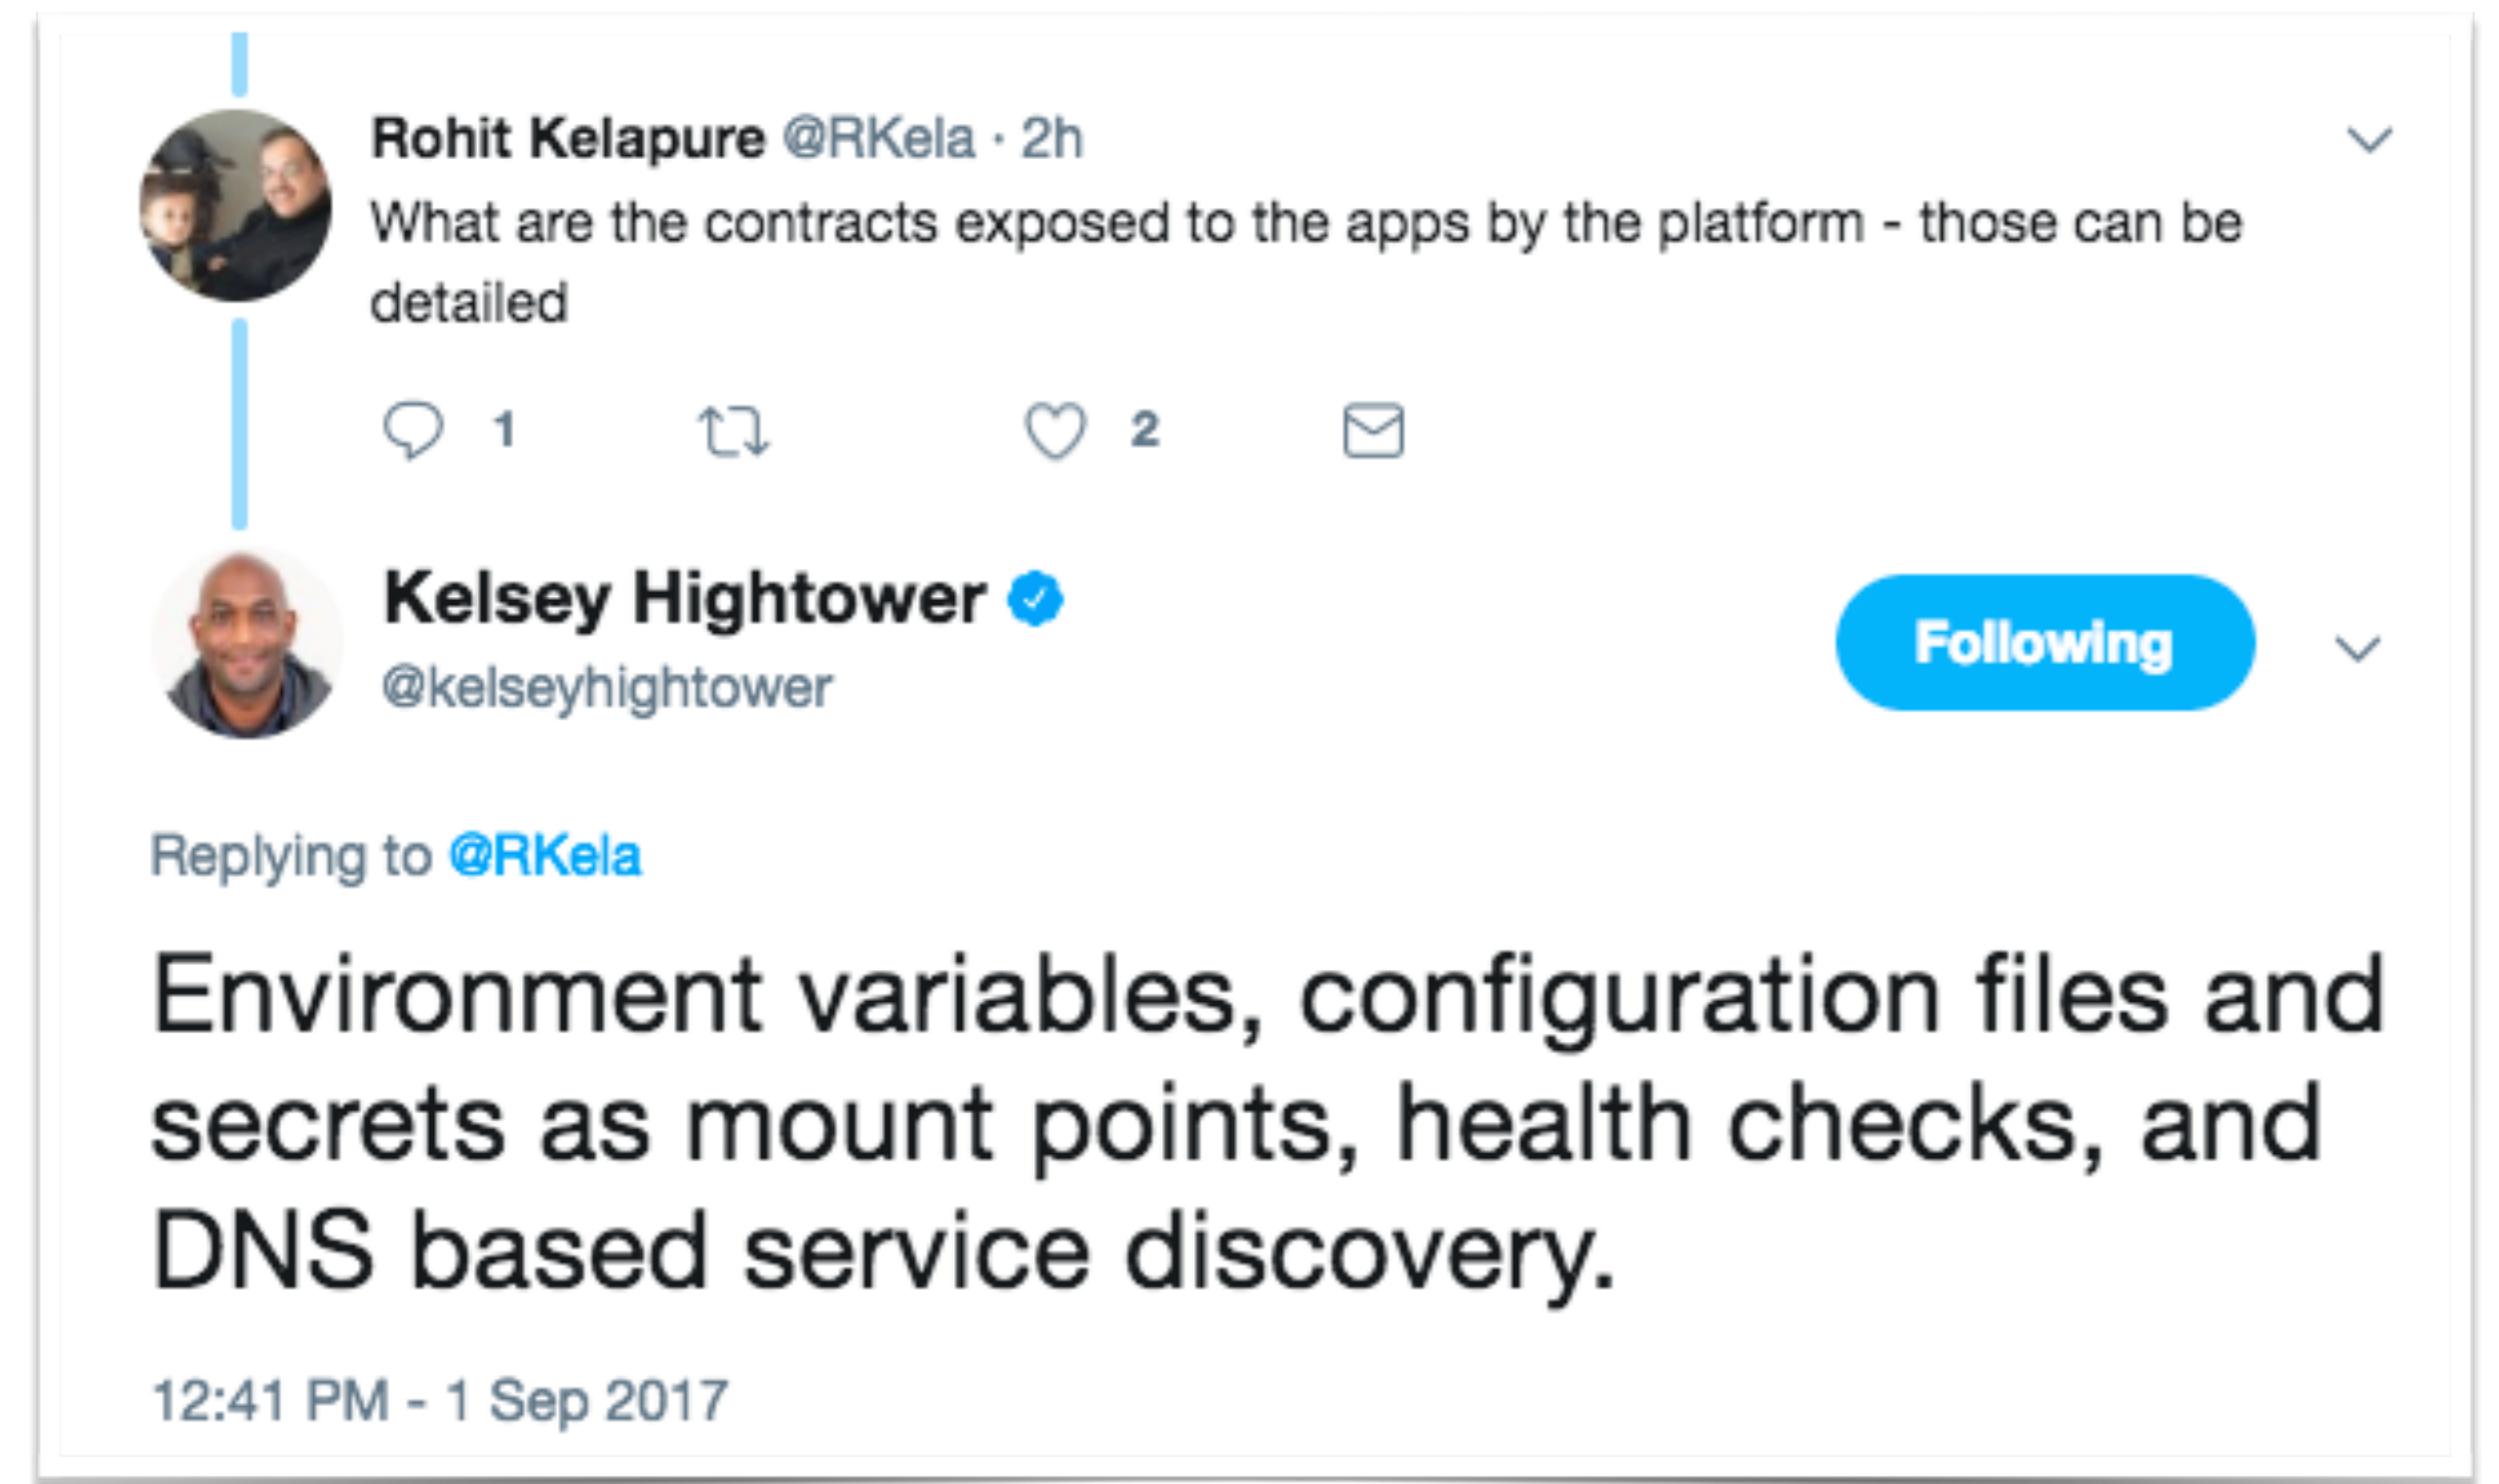 Rohit Kelapure @RKela · 2h
What are the contracts exposed to the apps by the platform - those can be
detailed
1 2
Kelsey Hightower
@kelseyhightower
Following
Replying to @RKela
Environment variables, configuration files and
secrets as mount points, health checks, and
DNS based service discovery.
12:41 PM - 1 Sep 2017